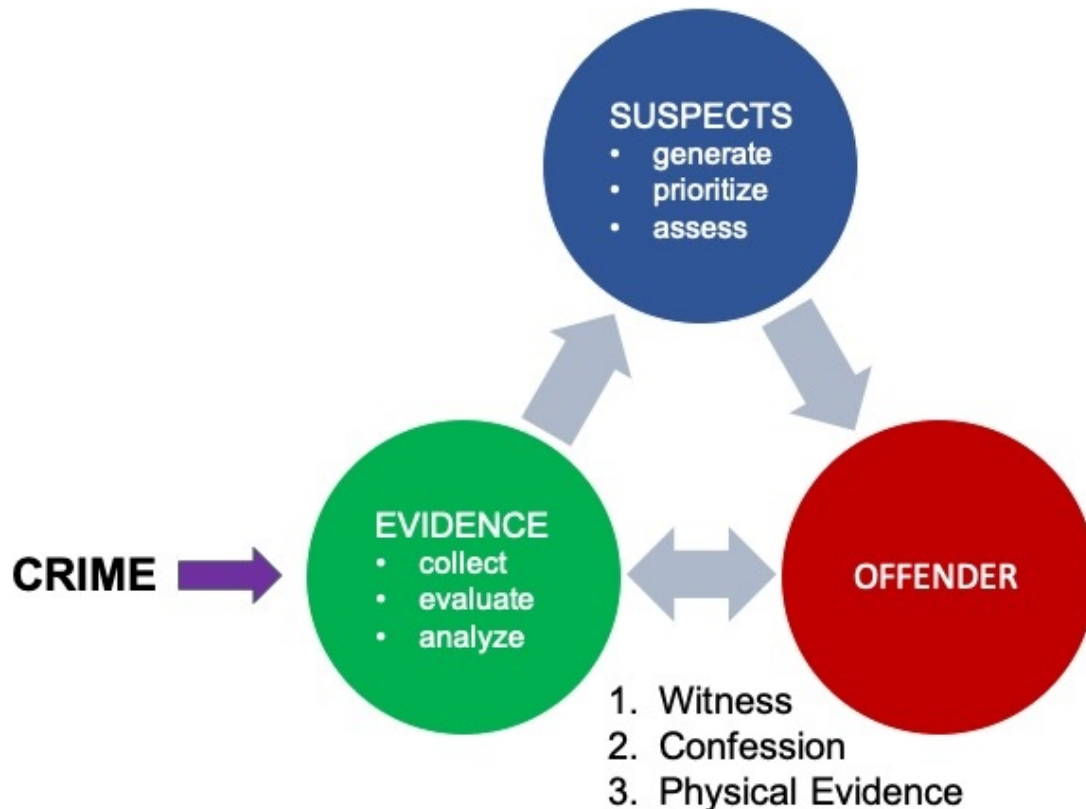 SUSPECTS
• generate
• prioritize
• assess
EVIDENCE
• collect
• evaluate
• analyze
CRIME
OFFENDER
1. Witness
2. Confession
3. Physical Evidence